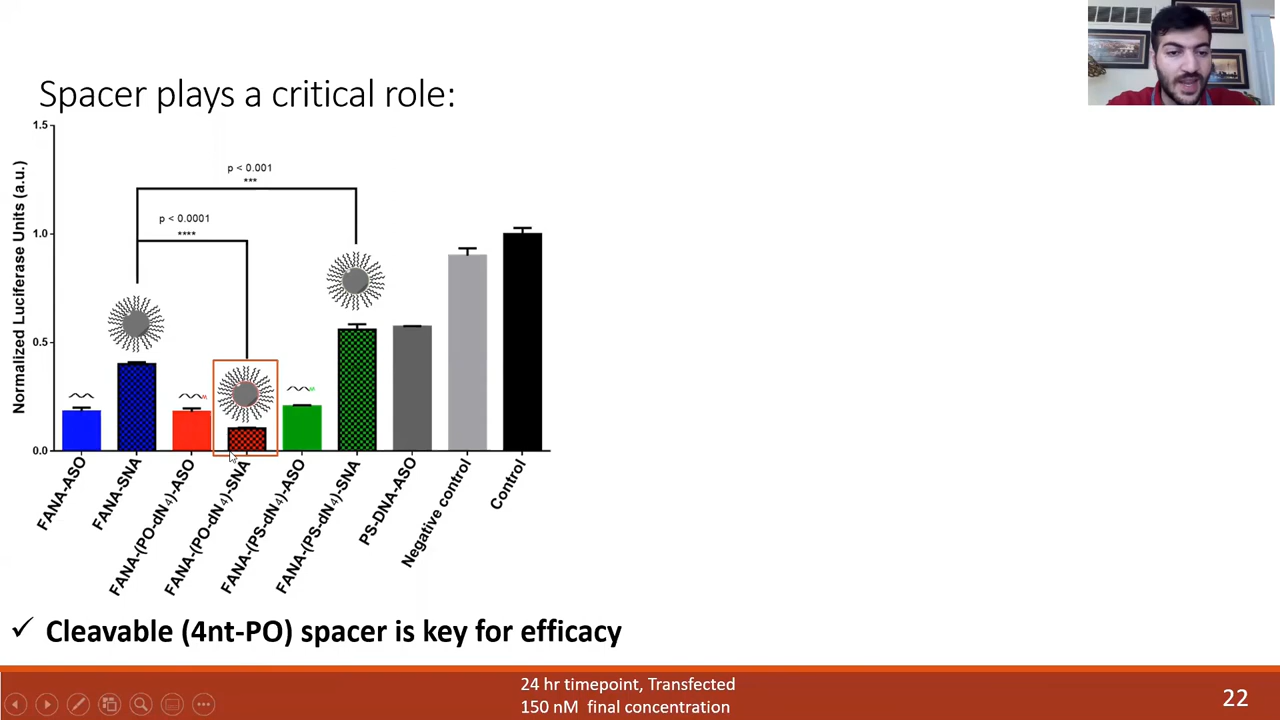 Spacer plays a critical role:
1.5
1.0
0.5
0.0
Normalized Luciferase Units (a.u.)
p < 0.001
***
p < 0.0001
****
FANA-ASO
FANA-SNA
FANA-(PO-dN4)-ASO
FANA-(PO-dN4)-SNA
FANA-(PS-dN4)-ASO
FANA-(PS-dN4)-SNA
PS-DNA-ASO
Negative control
Control
✓ Cleavable (4nt-PO) spacer is key for efficacy
24 hr timepoint, Transfected
150 nM final concentration
22